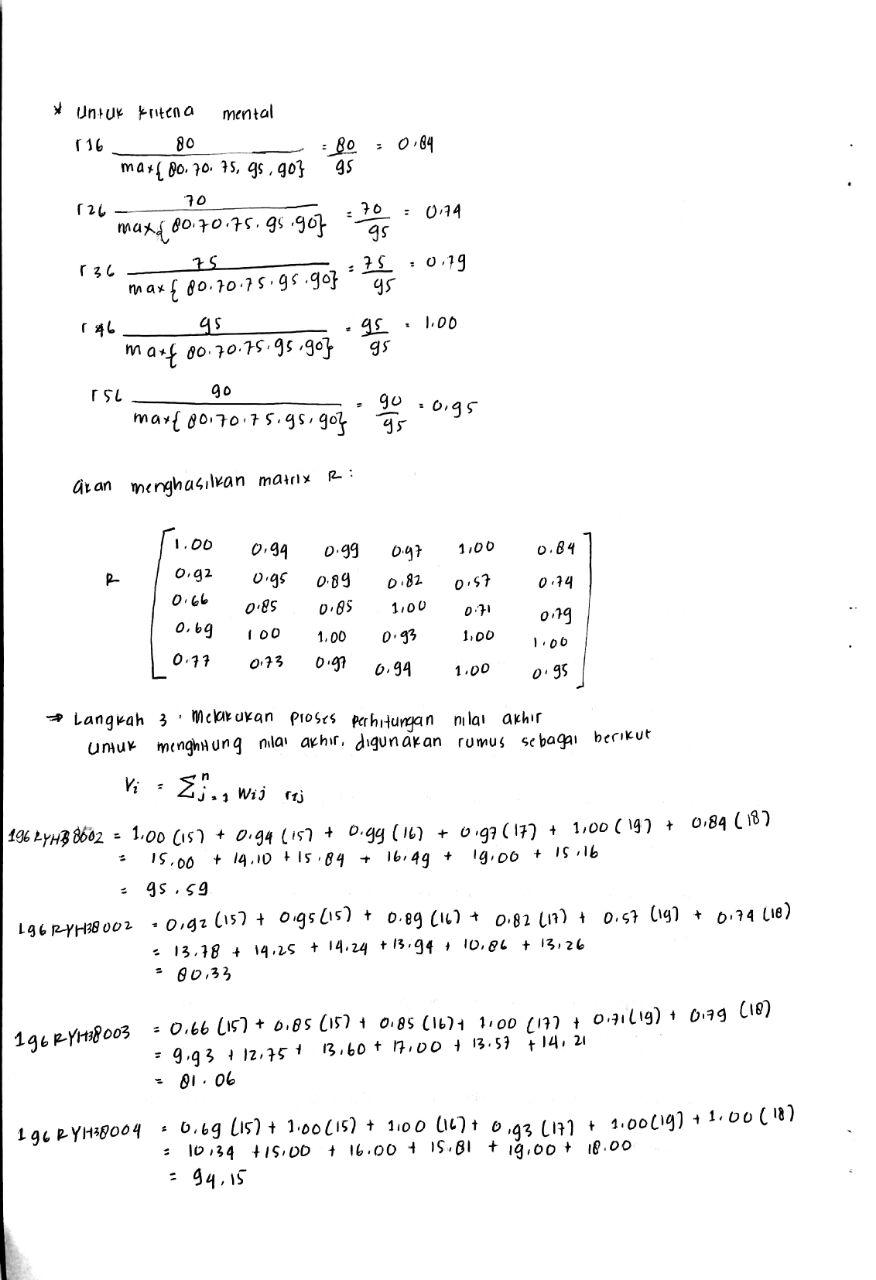 * Untuk kriteria mental
r16 80 / max{80, 70, 75, 95, 90} = 80/95 = 0.84
r26 70 / max{80.70.75.95.90} = 70/95 = 0.74
r36 75 / max{80.70.75.95.90} = 75/95 = 0.79
r46 95 / max{80.70.75.95.90} = 95/95 = 1.00
r56 90 / max{80.70.75.95.90} = 90/95 = 0.95
akan menghasilkan matrix R :
1.00 0.94 0.99 0.97 1.00 0.84
R 0.92 0.95 0.89 0.82 0.57 0.74
0.66 0.85 0.85 1.00 0.71 0.79
0.69 1 00 1.00 0.93 1.00 1.00
0.77 0.73 0.97 0.94 1.00 0.95
→ Langkah 3 . Melakukan proses perhitungan nilai akhir
untuk menghitung nilai akhir, digunakan rumus sebagai berikut
Vi = Σ^n j=1 Wij rij
196RYHB8002 = 1.00 (15) + 0.94 (15) + 0.99 (16) + 0.97 (17) + 1,00 (19) + 0.84 (18)
= 15.00 + 14.10 + 15.84 + 16.49 + 19.00 + 15.16
= 95.59
196RYH38002 = 0.92 (15) + 0.95 (15) + 0.89 (16) + 0.82 (17) + 0.57 (19) + 0.74 (18)
= 13.78 + 14.25 + 14.24 + 13.94 + 10.86 + 13.26
= 80.33
196RYH38003 = 0.66 (15) + 0.85 (15) + 0.85 (16) + 1.00 (17) + 0.71 (19) + 0.79 (18)
= 9.93 + 12.75 + 13.60 + 17.00 + 13.57 + 14.21
= 81.06
196RYH38004 = 0.69 (15) + 1.00 (15) + 1.00 (16) + 0.93 (17) + 1.00 (19) + 1.00 (18)
= 10.34 + 15.00 + 16.00 + 15.81 + 19.00 + 18.00
= 94.15